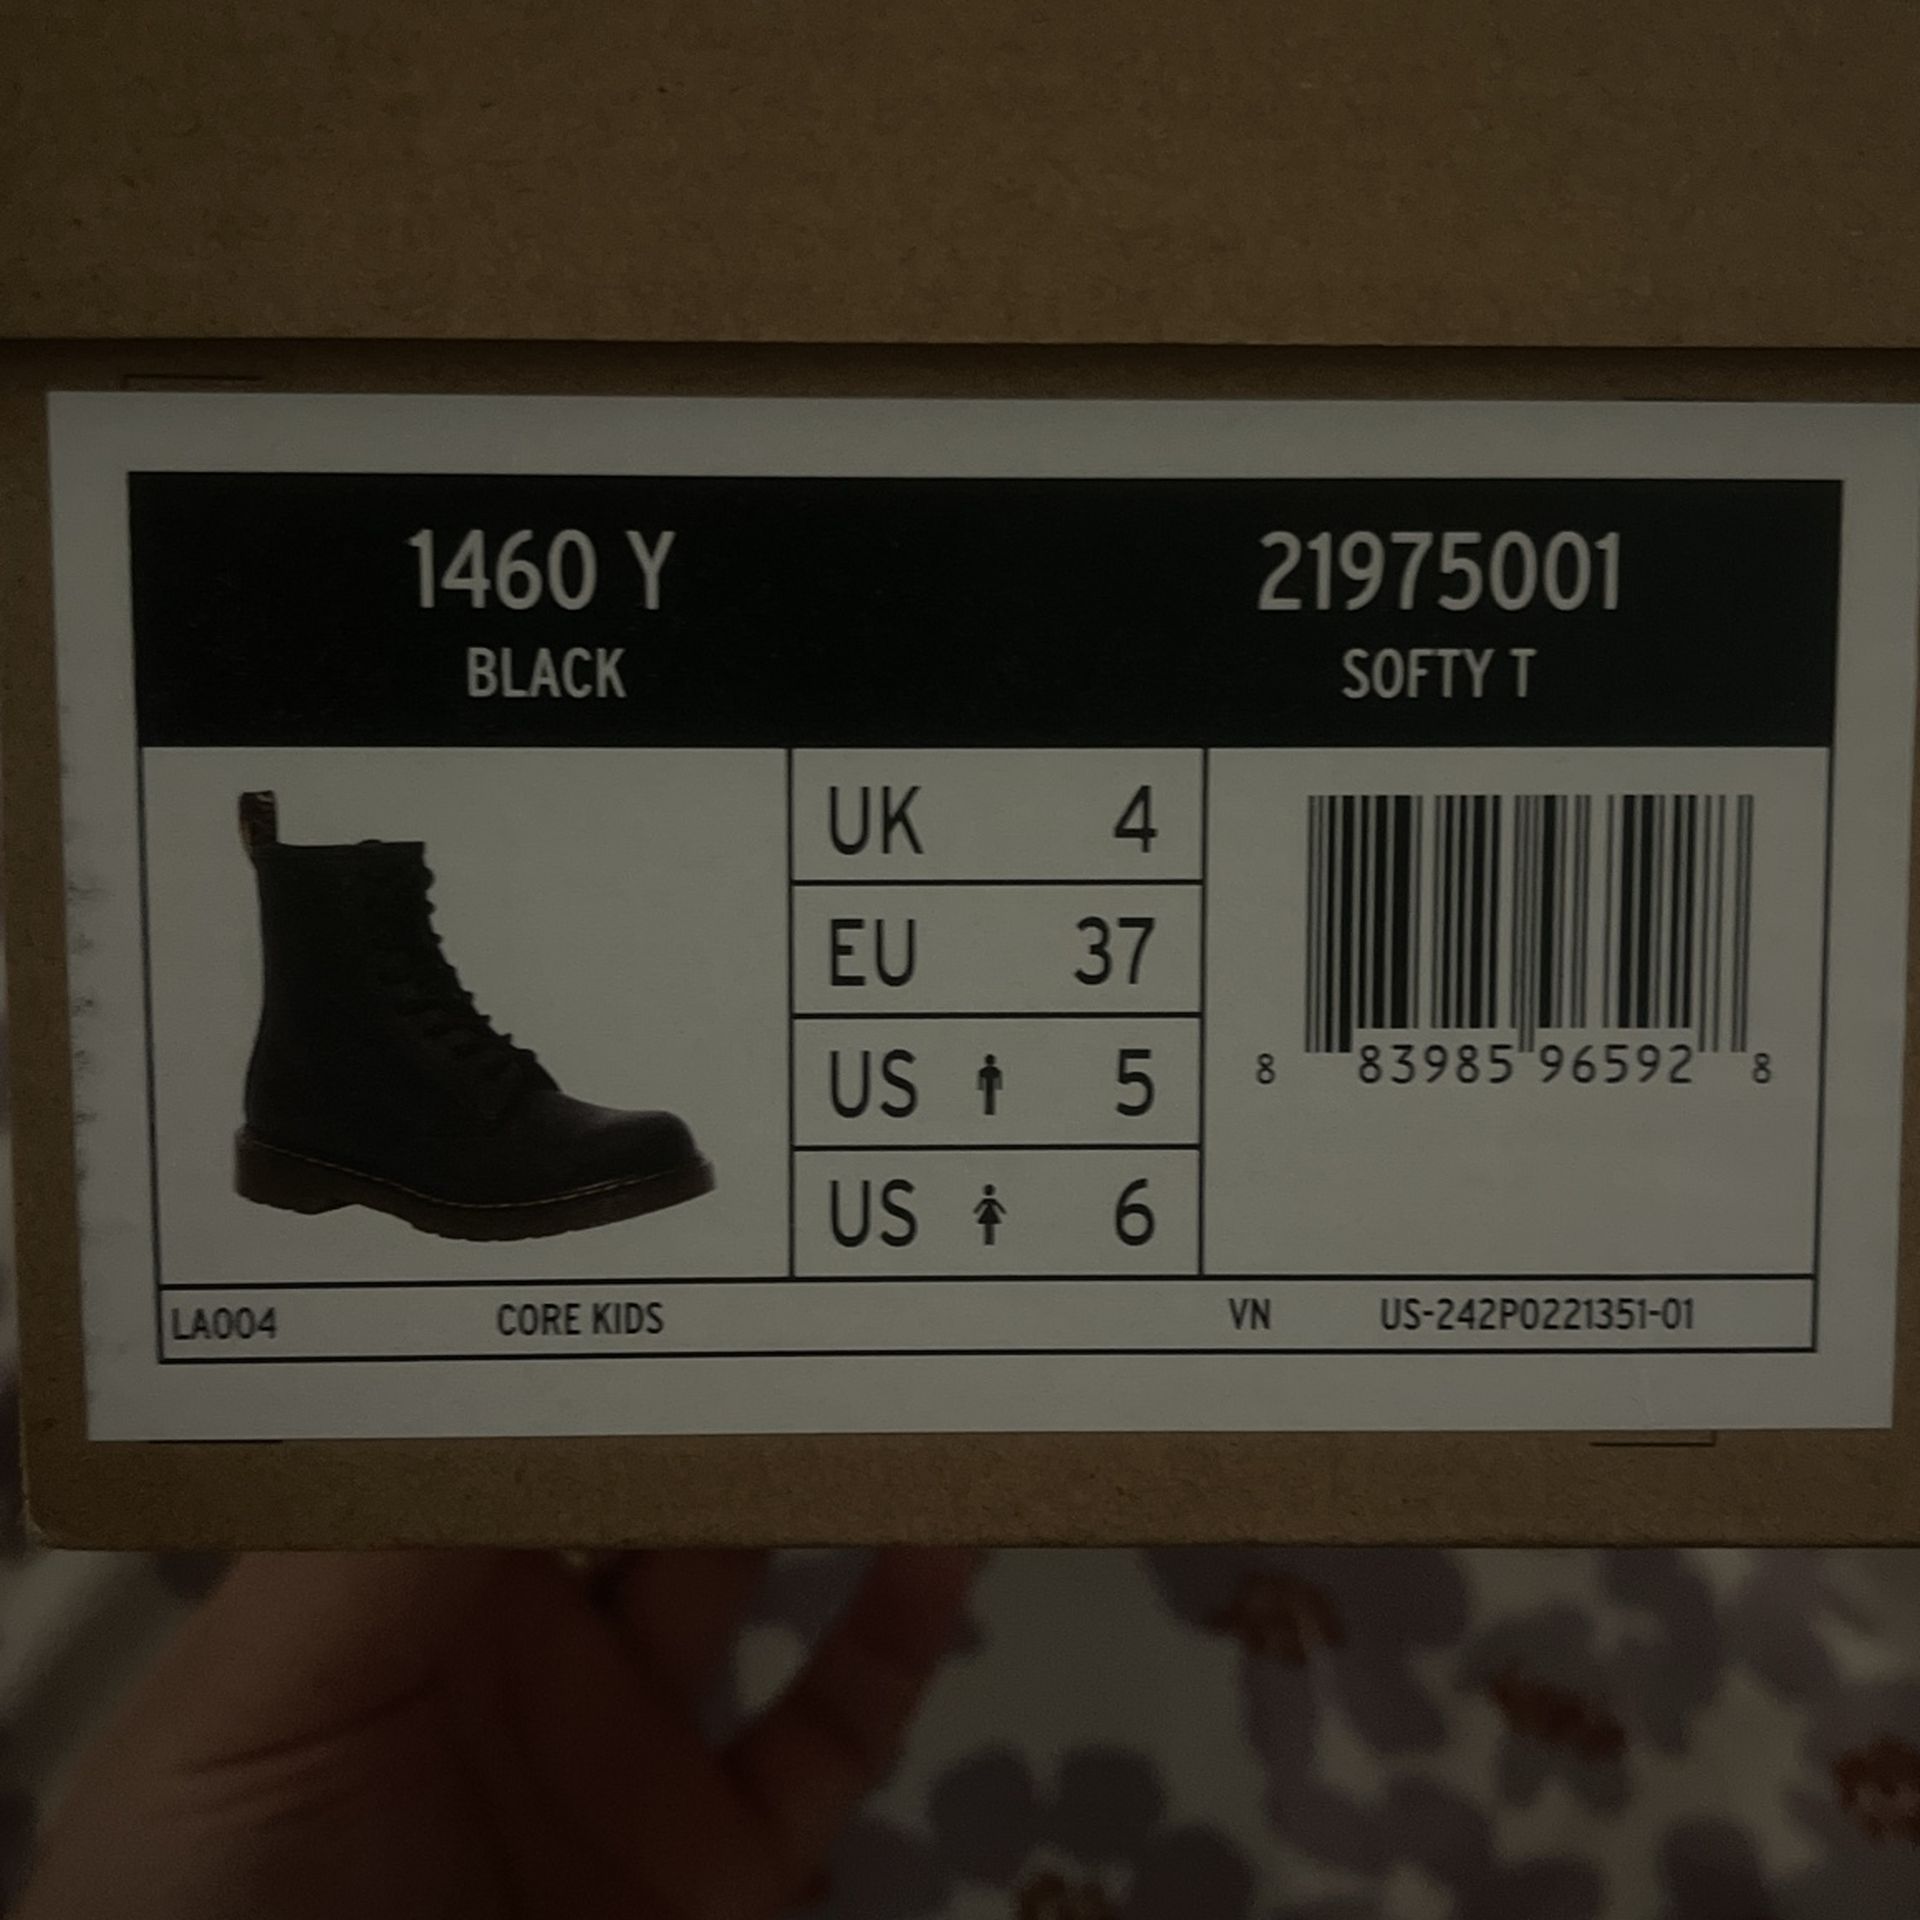 1460 Y 21975001
BLACK SOFTY T
UK 4
EU 37
US 5
US 6
8 83985 96592 8
LA004 CORE KIDS VN US-242P0221351-01